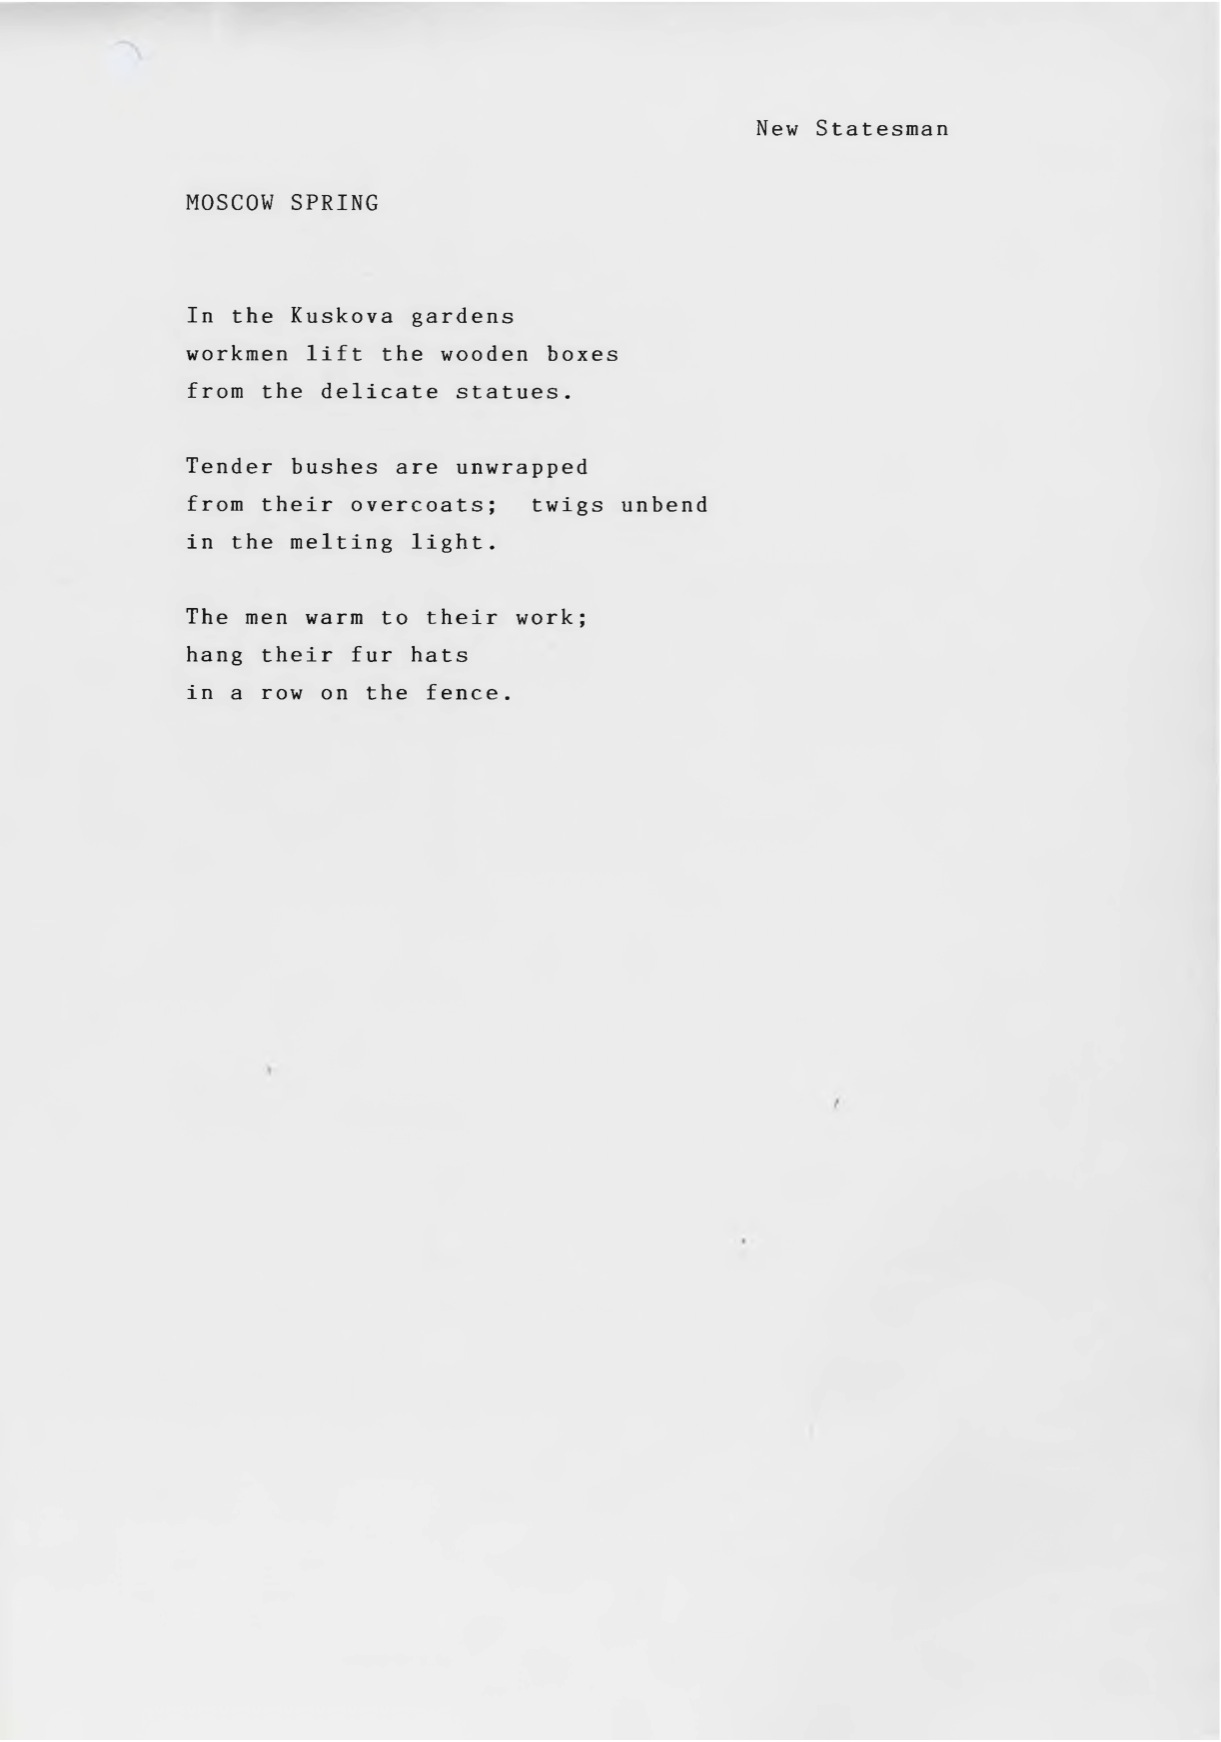 New Statesman
MOSCOW SPRING
In the Kuskova gardens
workmen lift the wooden boxes
from the delicate statues.
Tender bushes are unwrapped
from their overcoats;  twigs unbend
in the melting light.
The men warm to their work;
hang their fur hats
in a row on the fence.